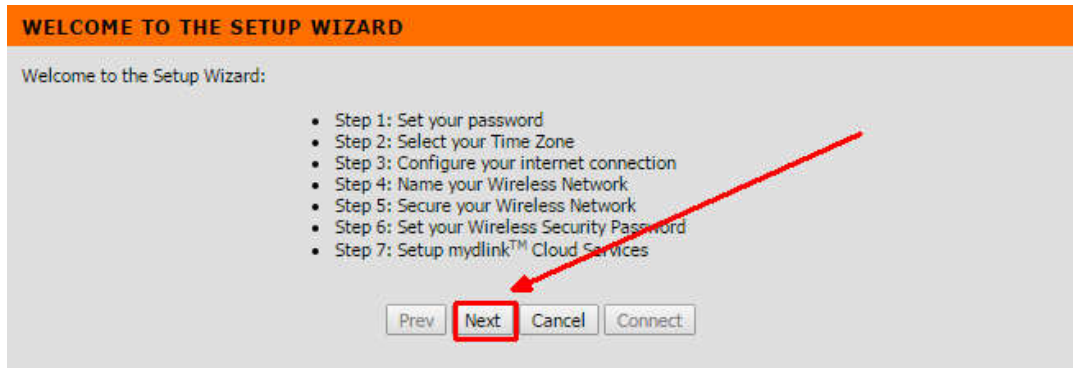 WELCOME TO THE SETUP WIZARD
Welcome to the Setup Wizard:
• Step 1: Set your password
• Step 2: Select your Time Zone
• Step 3: Configure your internet connection
• Step 4: Name your Wireless Network
• Step 5: Secure your Wireless Network
• Step 6: Set your Wireless Security Password
• Step 7: Setup mydlink™ Cloud Services
Prev Next Cancel Connect